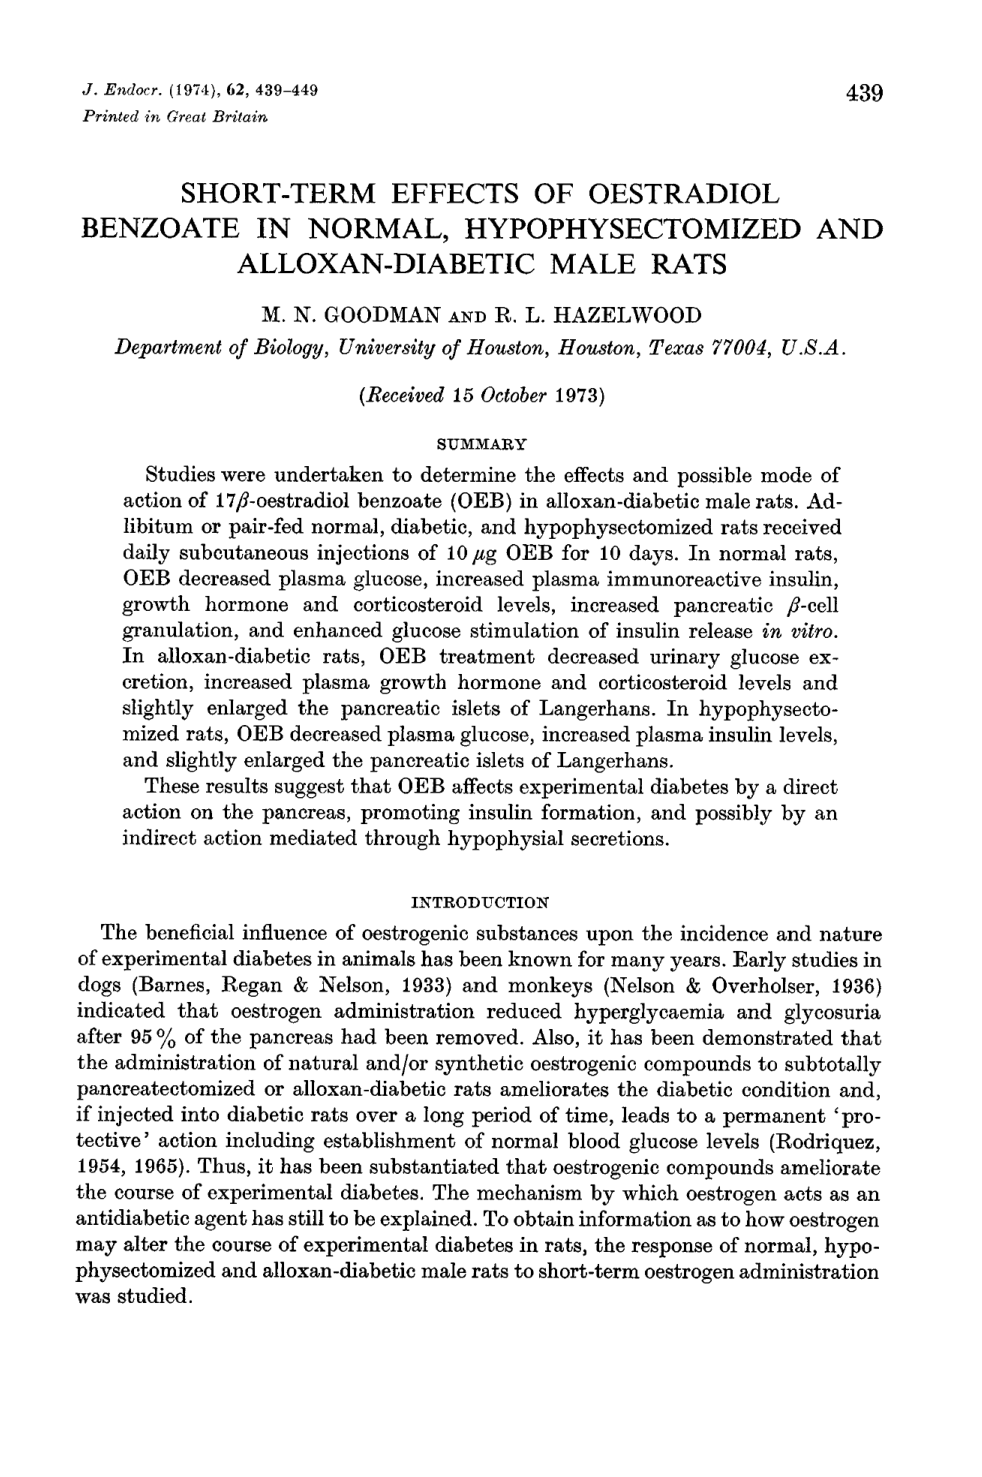 J. Endocr. (1974), 62, 439–449
439
Printed in Great Britain
SHORT-TERM EFFECTS OF OESTRADIOL
BENZOATE IN NORMAL, HYPOPHYSECTOMIZED AND
ALLOXAN-DIABETIC MALE RATS
M. N. GOODMAN AND R. L. HAZELWOOD
Department of Biology, University of Houston, Houston, Texas 77004, U.S.A.
(Received 15 October 1973)
SUMMARY
Studies were undertaken to determine the effects and possible mode of
action of 17β-oestradiol benzoate (OEB) in alloxan-diabetic male rats. Ad-
libitum or pair-fed normal, diabetic, and hypophysectomized rats received
daily subcutaneous injections of 10 μg OEB for 10 days. In normal rats,
OEB decreased plasma glucose, increased plasma immunoreactive insulin,
growth hormone and corticosteroid levels, increased pancreatic β-cell
granulation, and enhanced glucose stimulation of insulin release in vitro.
In alloxan-diabetic rats, OEB treatment decreased urinary glucose ex-
cretion, increased plasma growth hormone and corticosteroid levels and
slightly enlarged the pancreatic islets of Langerhans. In hypophysecto-
mized rats, OEB decreased plasma glucose, increased plasma insulin levels,
and slightly enlarged the pancreatic islets of Langerhans.
These results suggest that OEB affects experimental diabetes by a direct
action on the pancreas, promoting insulin formation, and possibly by an
indirect action mediated through hypophysial secretions.
INTRODUCTION
The beneficial influence of oestrogenic substances upon the incidence and nature
of experimental diabetes in animals has been known for many years. Early studies in
dogs (Barnes, Regan & Nelson, 1933) and monkeys (Nelson & Overholser, 1936)
indicated that oestrogen administration reduced hyperglycaemia and glycosuria
after 95% of the pancreas had been removed. Also, it has been demonstrated that
the administration of natural and/or synthetic oestrogenic compounds to subtotally
pancreatectomized or alloxan-diabetic rats ameliorates the diabetic condition and,
if injected into diabetic rats over a long period of time, leads to a permanent ‘pro-
tective’ action including establishment of normal blood glucose levels (Rodriquez,
1954, 1965). Thus, it has been substantiated that oestrogenic compounds ameliorate
the course of experimental diabetes. The mechanism by which oestrogen acts as an
antidiabetic agent has still to be explained. To obtain information as to how oestrogen
may alter the course of experimental diabetes in rats, the response of normal, hypo-
physectomized and alloxan-diabetic male rats to short-term oestrogen administration
was studied.